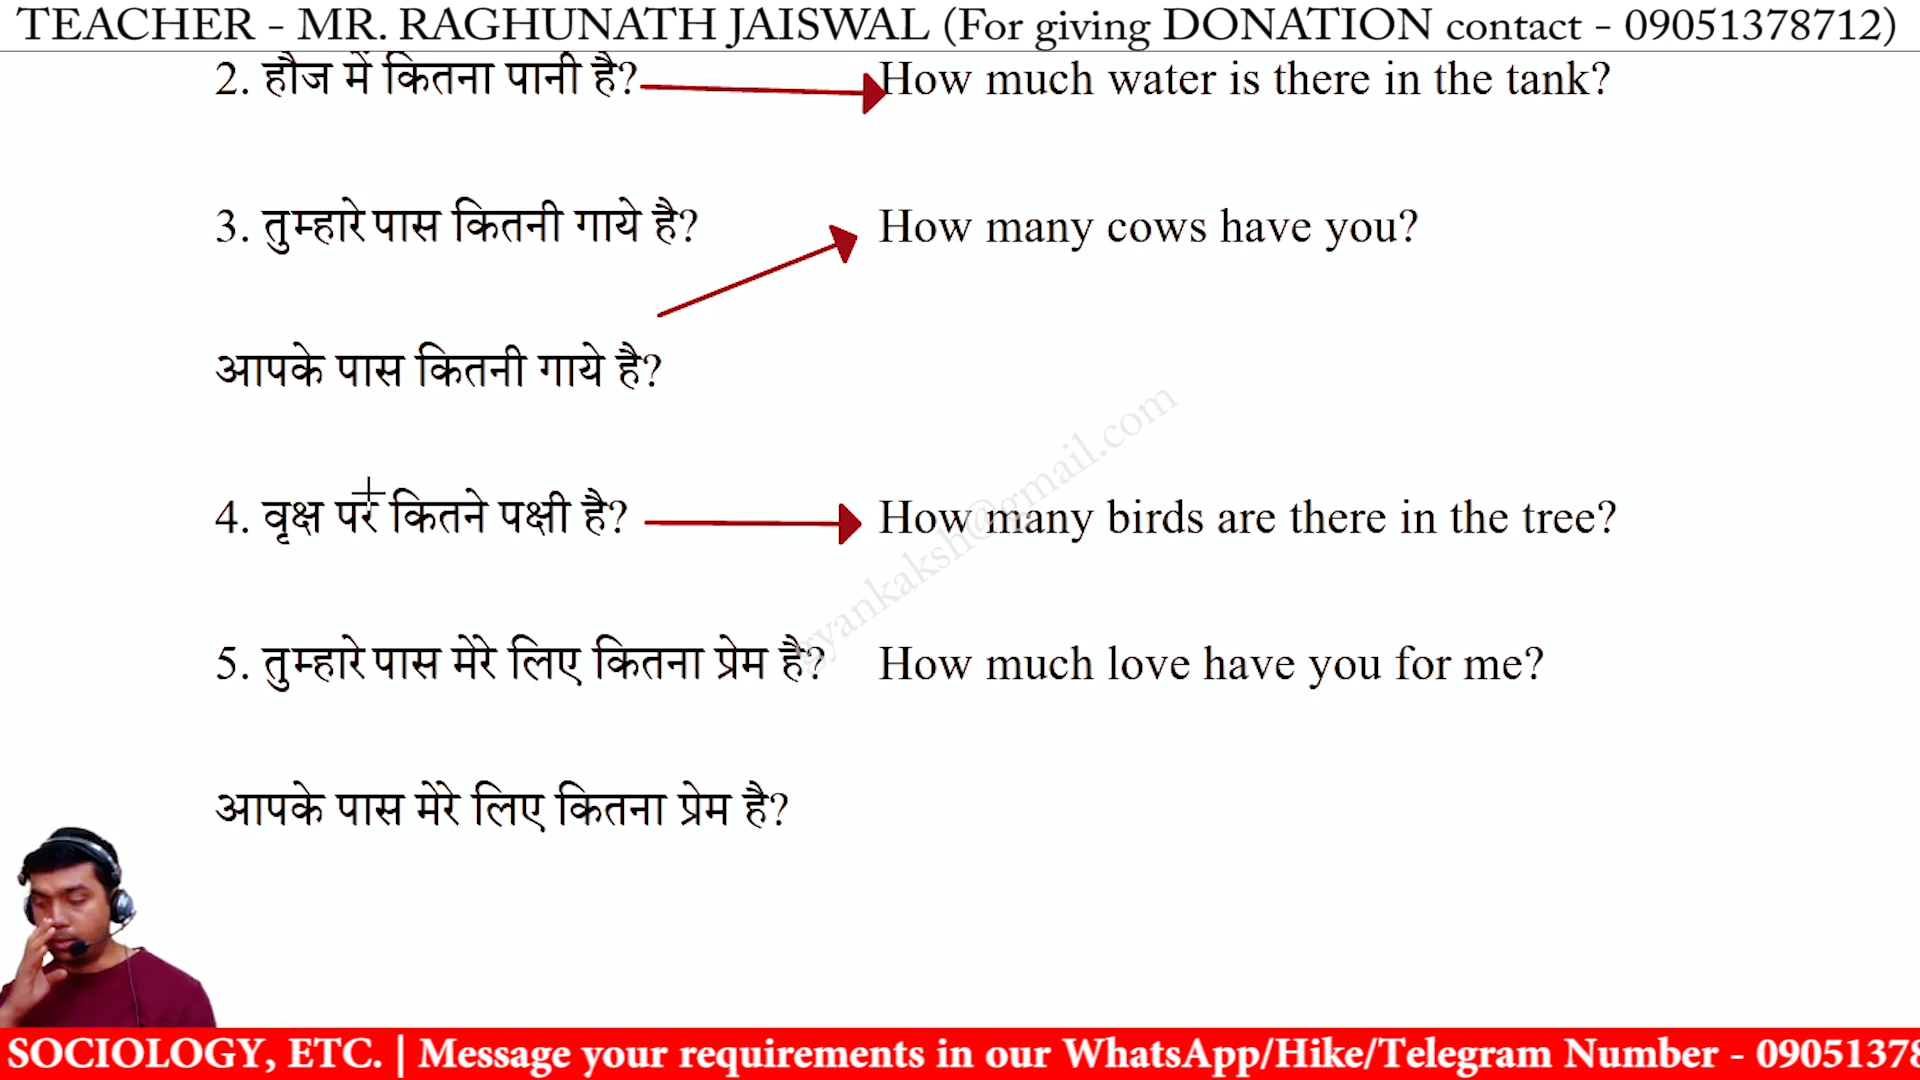 TEACHER - MR. RAGHUNATH JAISWAL (For giving DONATION contact - 09051378712)
2. हौज में कितना पानी है? How much water is there in the tank?
3. तुम्हारे पास कितनी गाये है? How many cows have you?
आपके पास कितनी गाये है?
4. वृक्ष पर कितने पक्षी है? How many birds are there in the tree?
5. तुम्हारे पास मेरे लिए कितना प्रेम है? How much love have you for me?
आपके पास मेरे लिए कितना प्रेम है?
gyankaksh@gmail.com
SOCIOLOGY, ETC. | Message your requirements in our WhatsApp/Hike/Telegram Number - 0905137